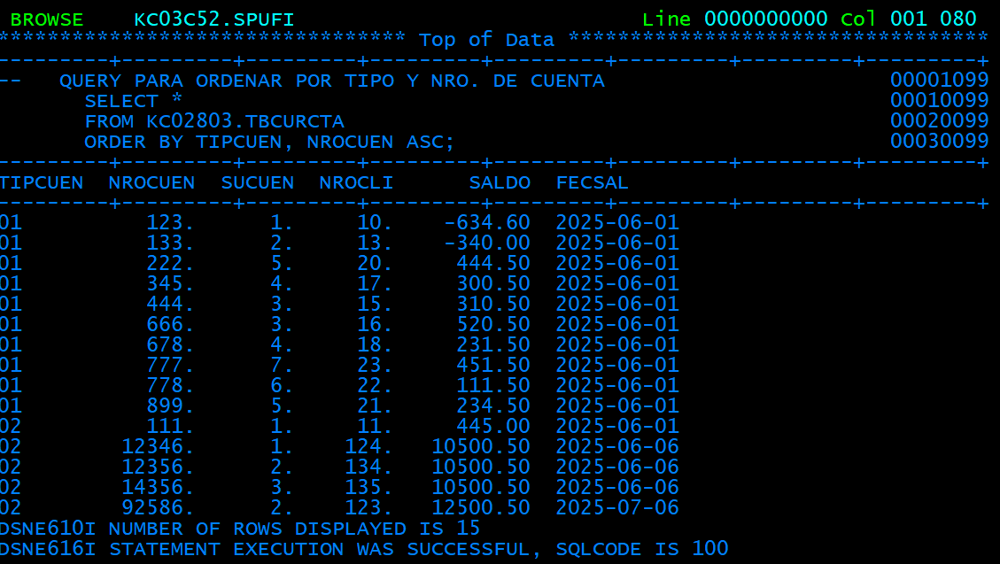 BROWSE    KC03C52.SPUFI                            Line 0000000000 Col 001 080
********************************* Top of Data **********************************
---------+---------+---------+---------+---------+---------+---------+---------+
--   QUERY PARA ORDENAR POR TIPO Y NRO. DE CUENTA                       00001099
       SELECT *                                                         00010099
       FROM KC02803.TBCURCTA                                            00020099
       ORDER BY TIPCUEN, NROCUEN ASC;                                   00030099
---------+---------+---------+---------+---------+---------+---------+---------+
TIPCUEN  NROCUEN  SUCUEN  NROCLI      SALDO  FECSAL
---------+---------+---------+---------+---------+---------+---------+---------+
01          123.      1.     10.    -634.60  2025-06-01
01          133.      2.     13.    -340.00  2025-06-01
01          222.      5.     20.     444.50  2025-06-01
01          345.      4.     17.     300.50  2025-06-01
01          444.      3.     15.     310.50  2025-06-01
01          666.      3.     16.     520.50  2025-06-01
01          678.      4.     18.     231.50  2025-06-01
01          777.      7.     23.     451.50  2025-06-01
01          778.      6.     22.     111.50  2025-06-01
01          899.      5.     21.     234.50  2025-06-01
02          111.      1.     11.     445.00  2025-06-01
02        12346.      1.    124.   10500.50  2025-06-06
02        12356.      2.    134.   10500.50  2025-06-06
02        14356.      3.    135.   10500.50  2025-06-06
02        92586.      2.    123.   12500.50  2025-07-06
DSNE610I NUMBER OF ROWS DISPLAYED IS 15
DSNE616I STATEMENT EXECUTION WAS SUCCESSFUL, SQLCODE IS 100